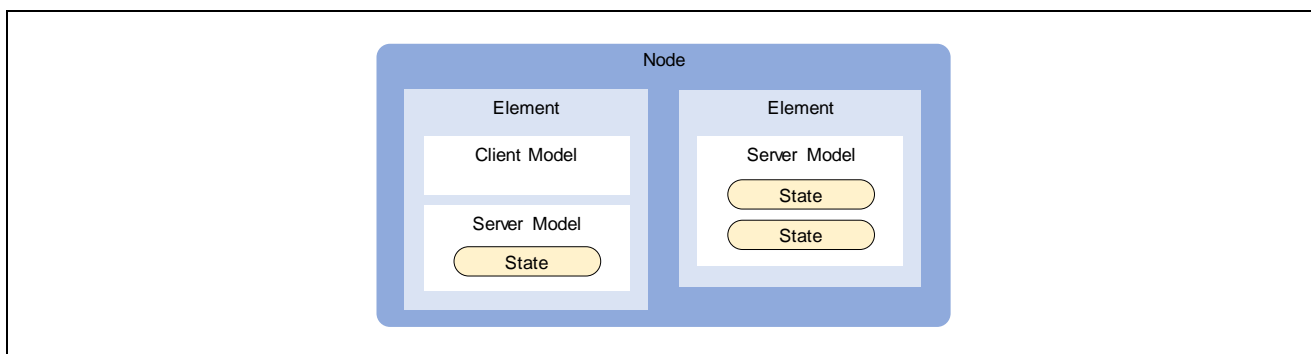 Node
Element
Client Model
Server Model
State
Element
Server Model
State
State